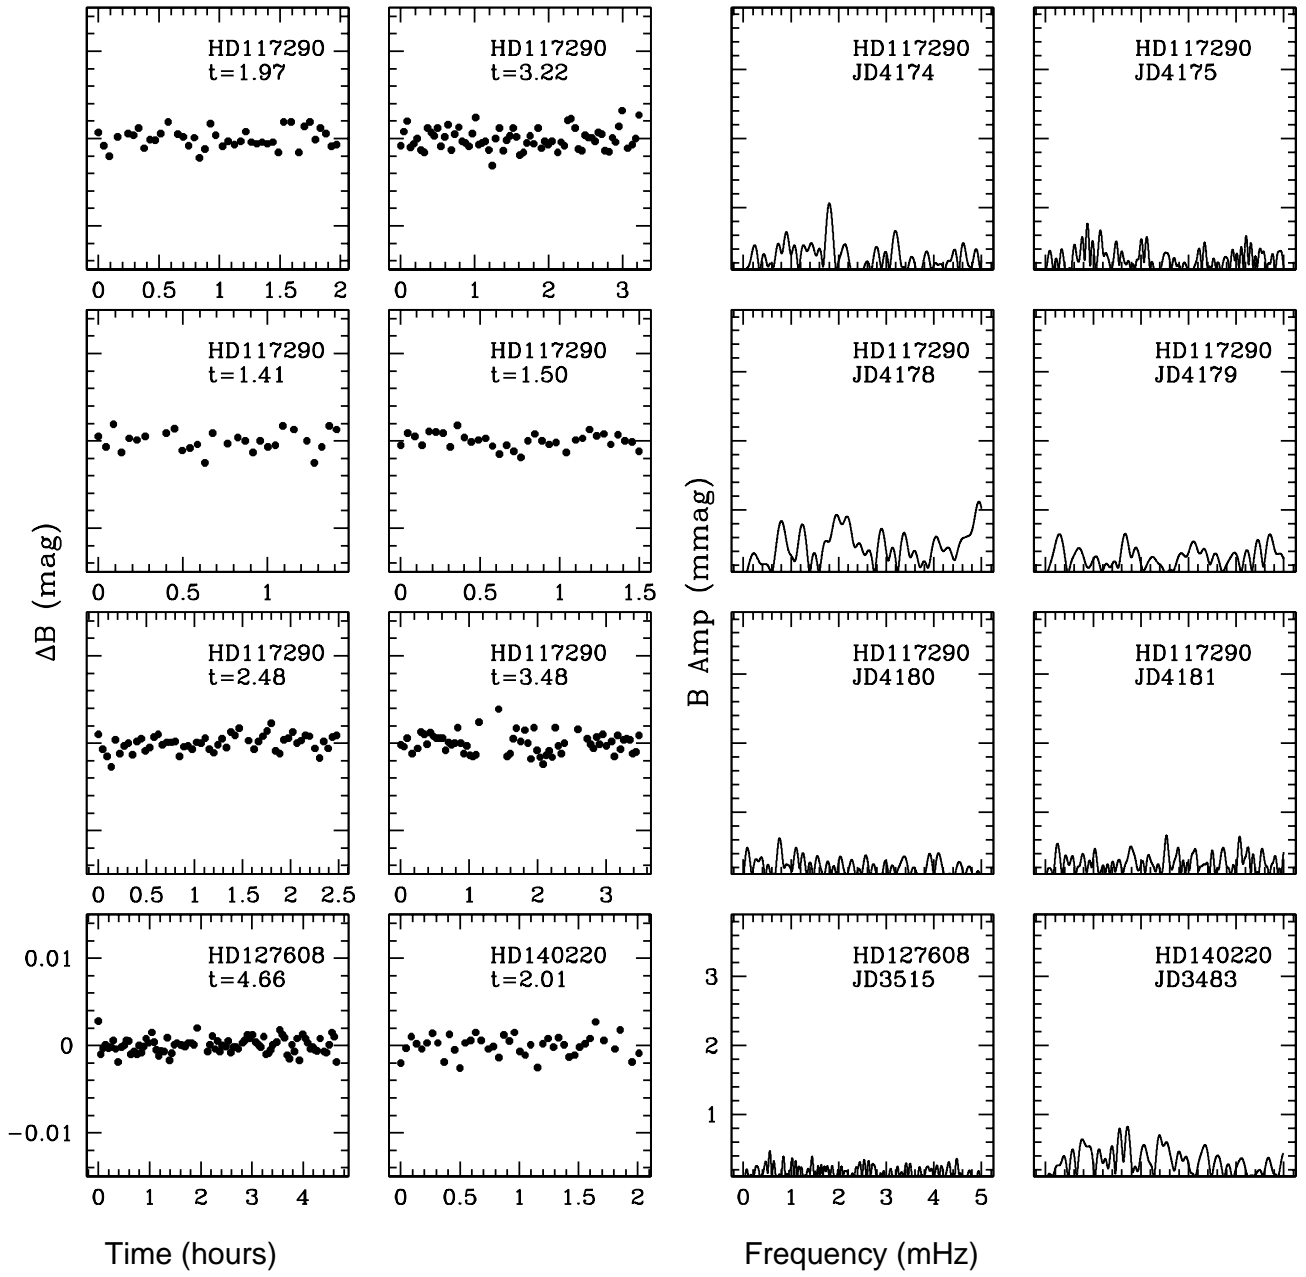 HD117290
t=1.97
0 0.5 1 1.5 2
HD117290
t=3.22
0 1 2 3
HD117290
JD4174
HD117290
JD4175
HD117290
t=1.41
0 0.5 1
HD117290
t=1.50
0 0.5 1 1.5
HD117290
JD4178
HD117290
JD4179
ΔB (mag)
B Amp (mmag)
HD117290
t=2.48
0 0.5 1 1.5 2 2.5
HD117290
t=3.48
0 1 2 3
HD117290
JD4180
HD117290
JD4181
HD127608
t=4.66
0.01
0
−0.01
0 1 2 3 4
HD140220
t=2.01
0 0.5 1 1.5 2
HD127608
JD3515
3
2
1
0 1 2 3 4 5
HD140220
JD3483
Time (hours)
Frequency (mHz)